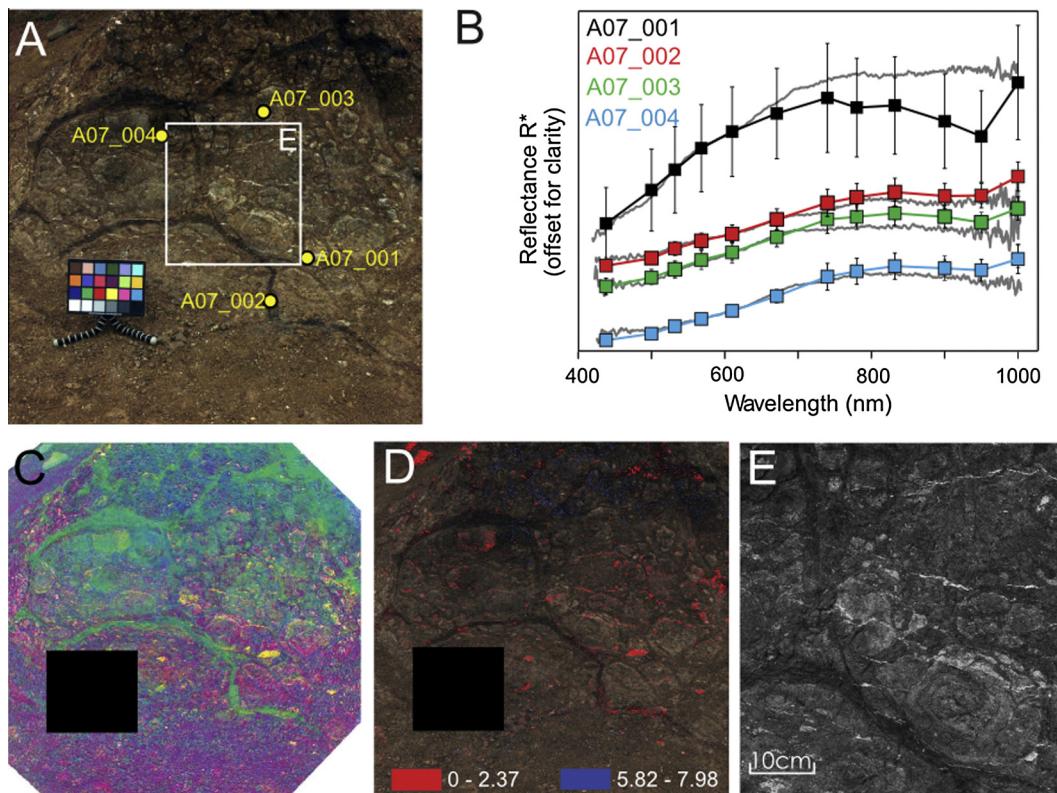 A
A07_003
A07_004
E
A07_001
A07_002
B
A07_001
A07_002
A07_003
A07_004
Reflectance R*
(offset for clarity)
400
600
800
1000
Wavelength (nm)
C
D
0 - 2.37
5.82 - 7.98
E
10cm